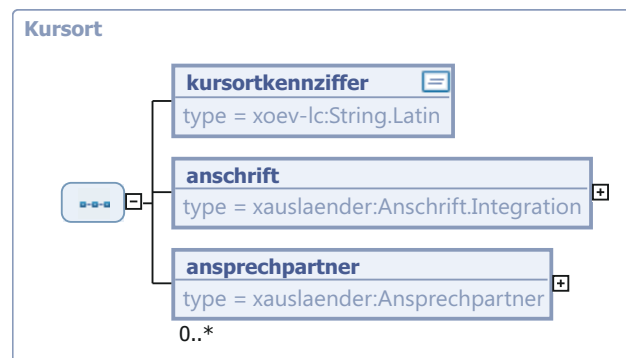 Kursort
kursortkennziffer
type = xoev-lc:String.Latin
anschrift
type = xauslaender:Anschrift.Integration
ansprechpartner
type = xauslaender:Ansprechpartner
0..*